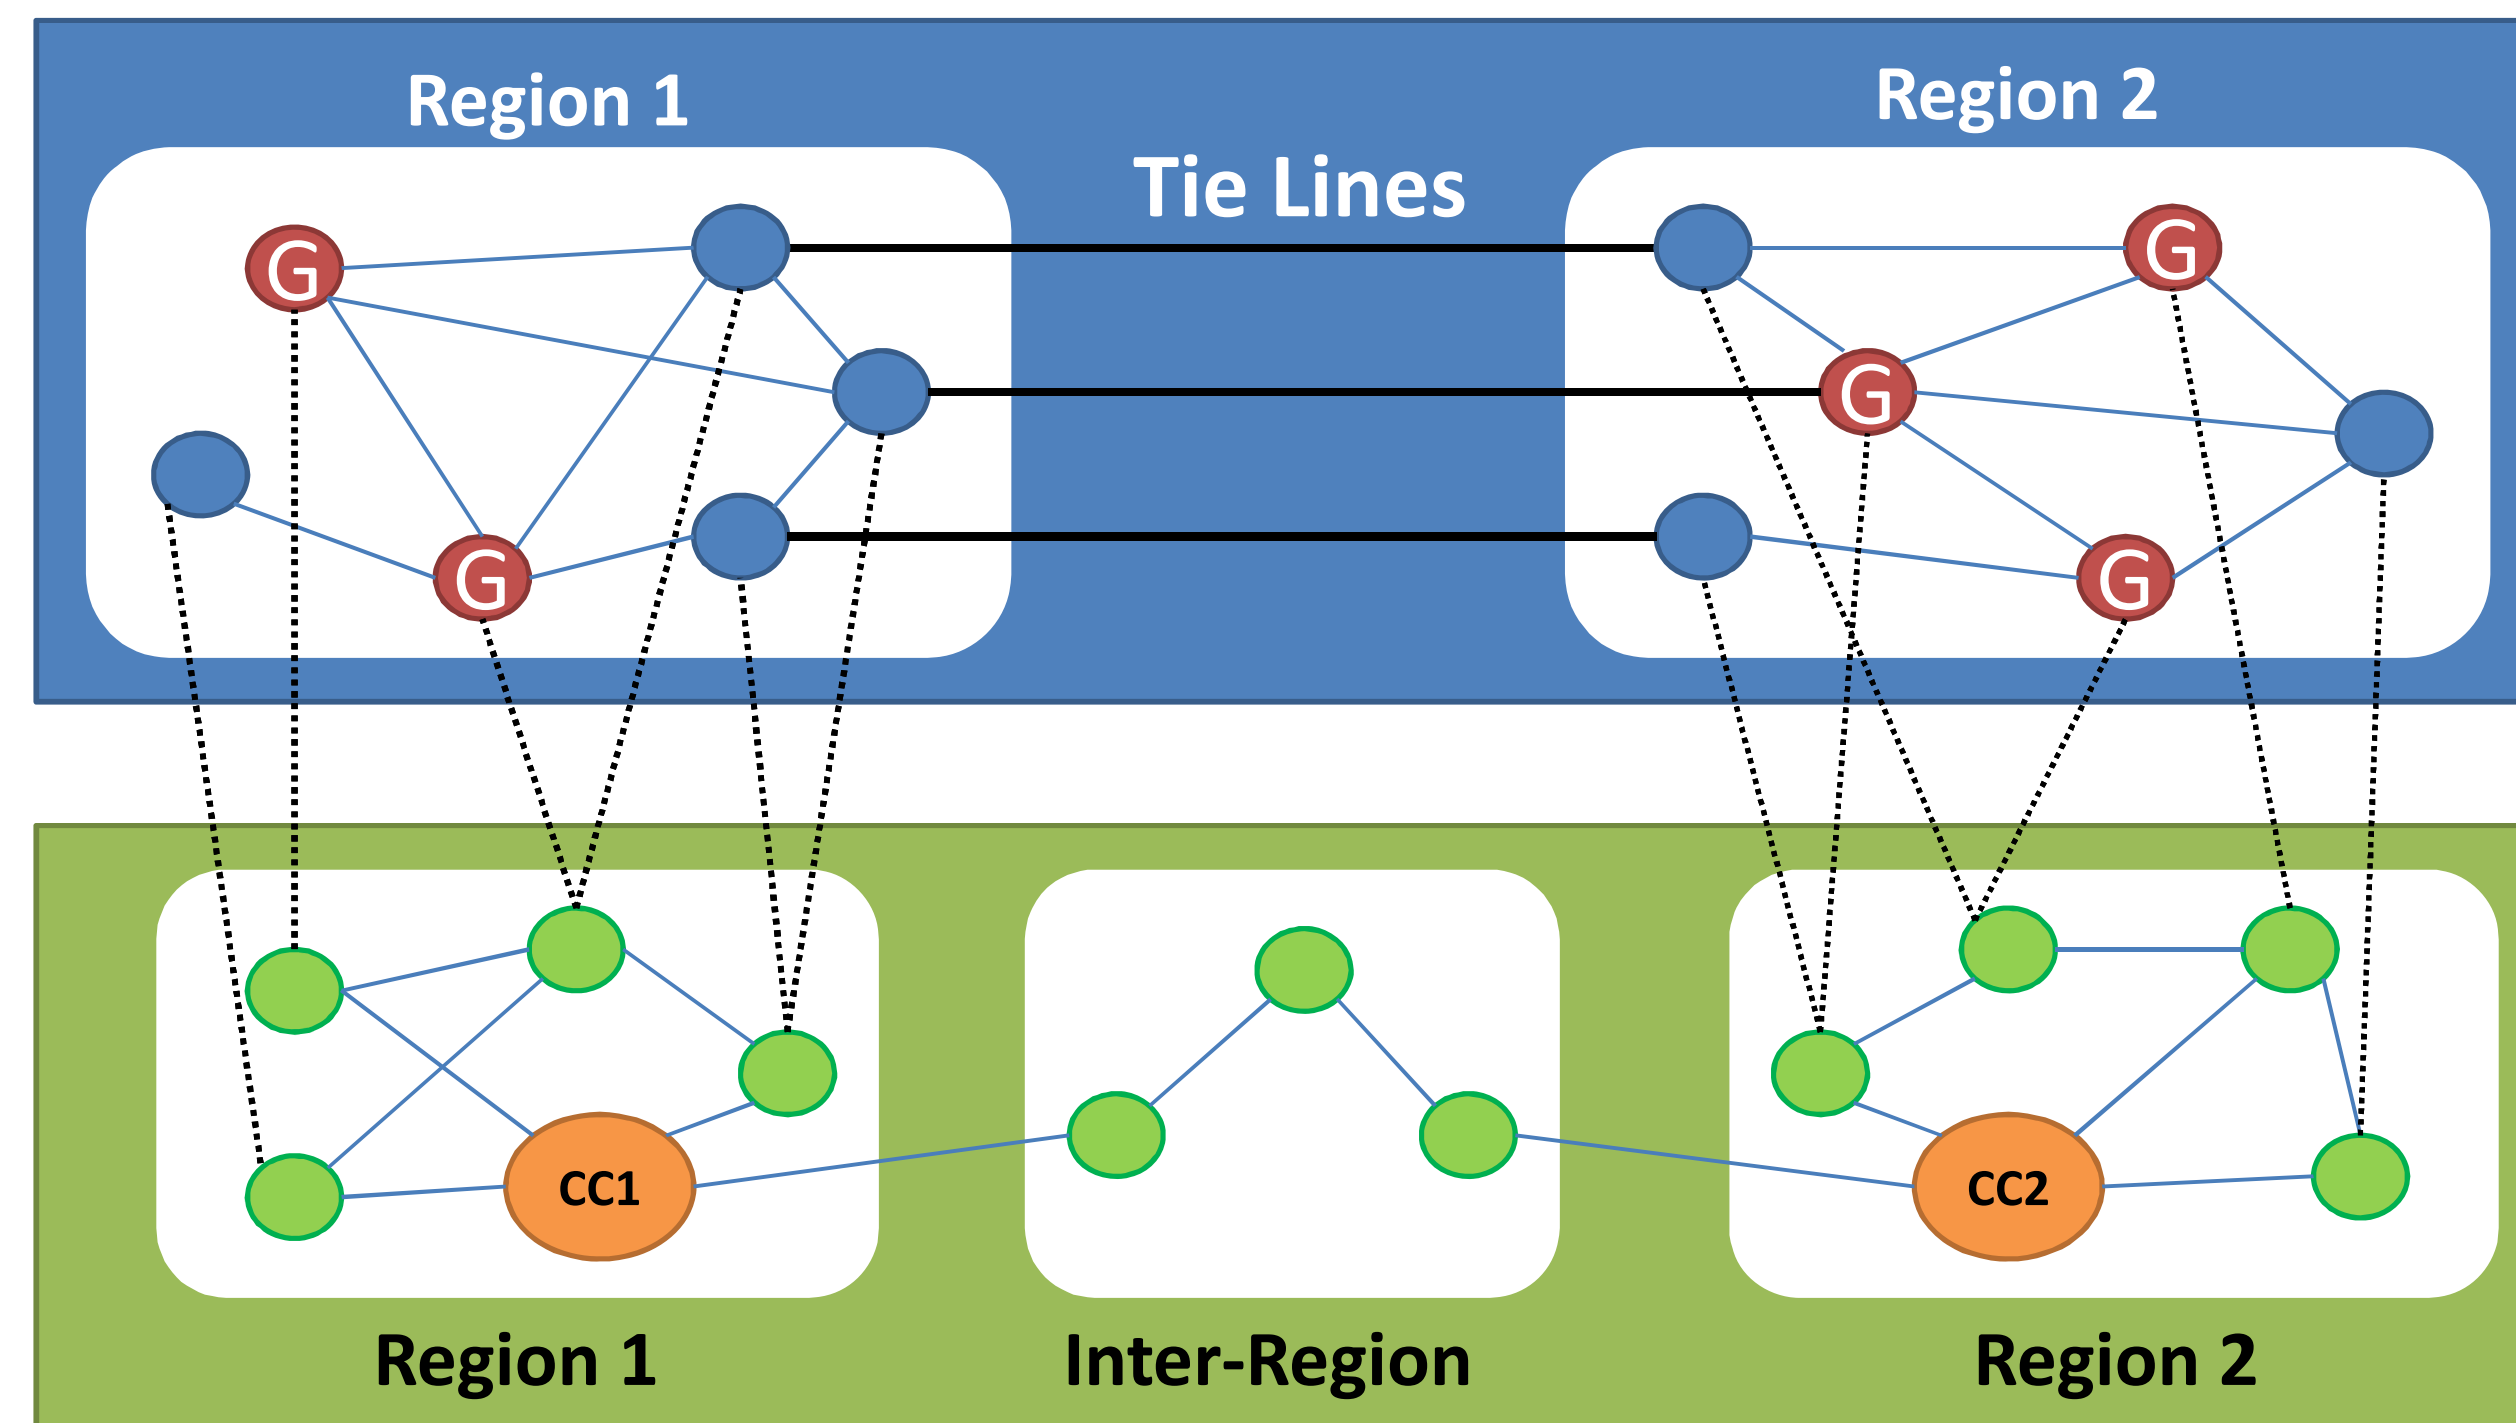 Region 1
Region 2
Tie Lines
G
G
G
G
G
CC1
CC2
Region 1
Inter-Region
Region 2